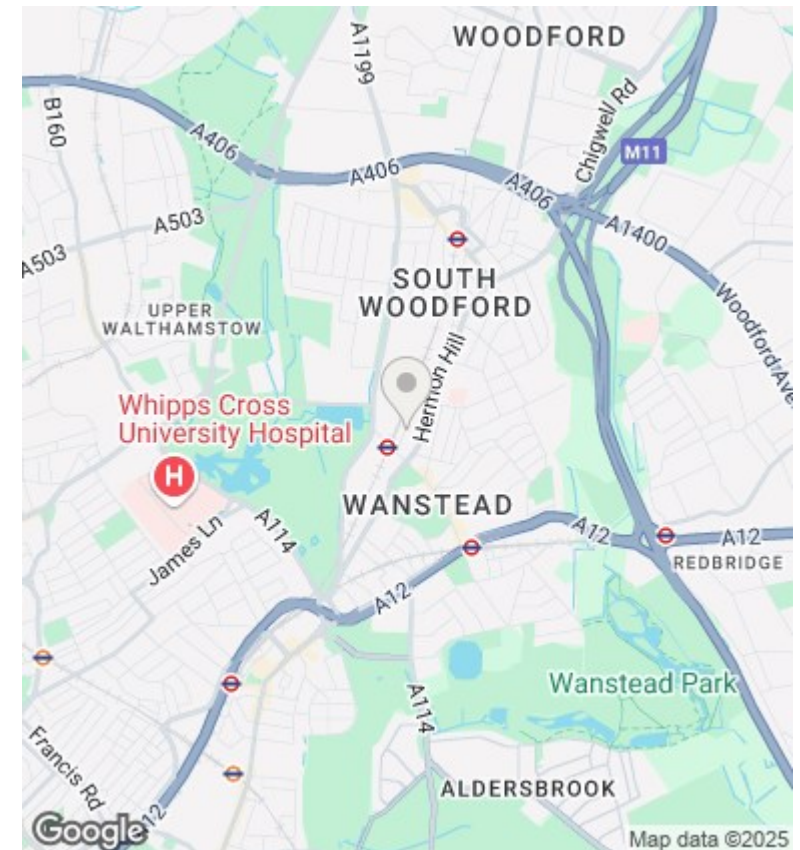 WOODFORD
A1199
Chigwell Rd
B160
A406
M11
A406
A406
A503
A1400
A503
SOUTH
WOODFORD
UPPER
WALTHAMSTOW
Woodford Ave
Hermon Hill
Whipps Cross
University Hospital
H
WANSTEAD
James Ln
A114
A12
A12
REDBRIDGE
A12
Wanstead Park
A114
Francis Rd
A12
ALDERSBROOK
Google
Map data ©2025